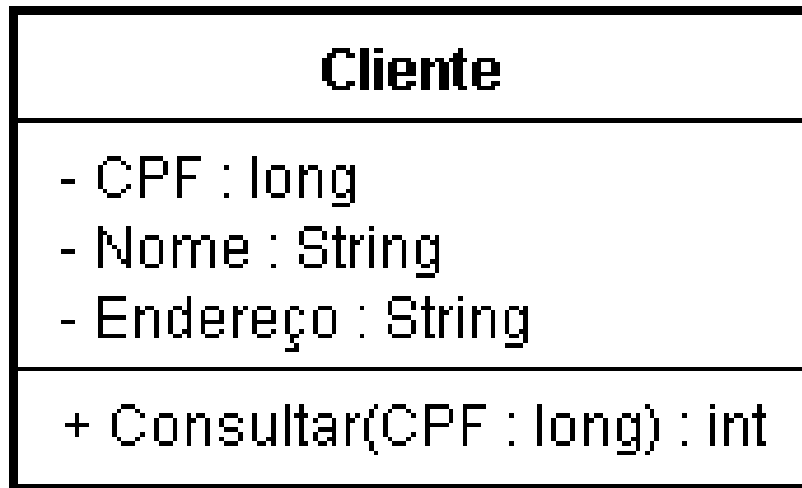 Cliente
- CPF : long
- Nome : String
- Endereço : String
+ Consultar(CPF : long) : int